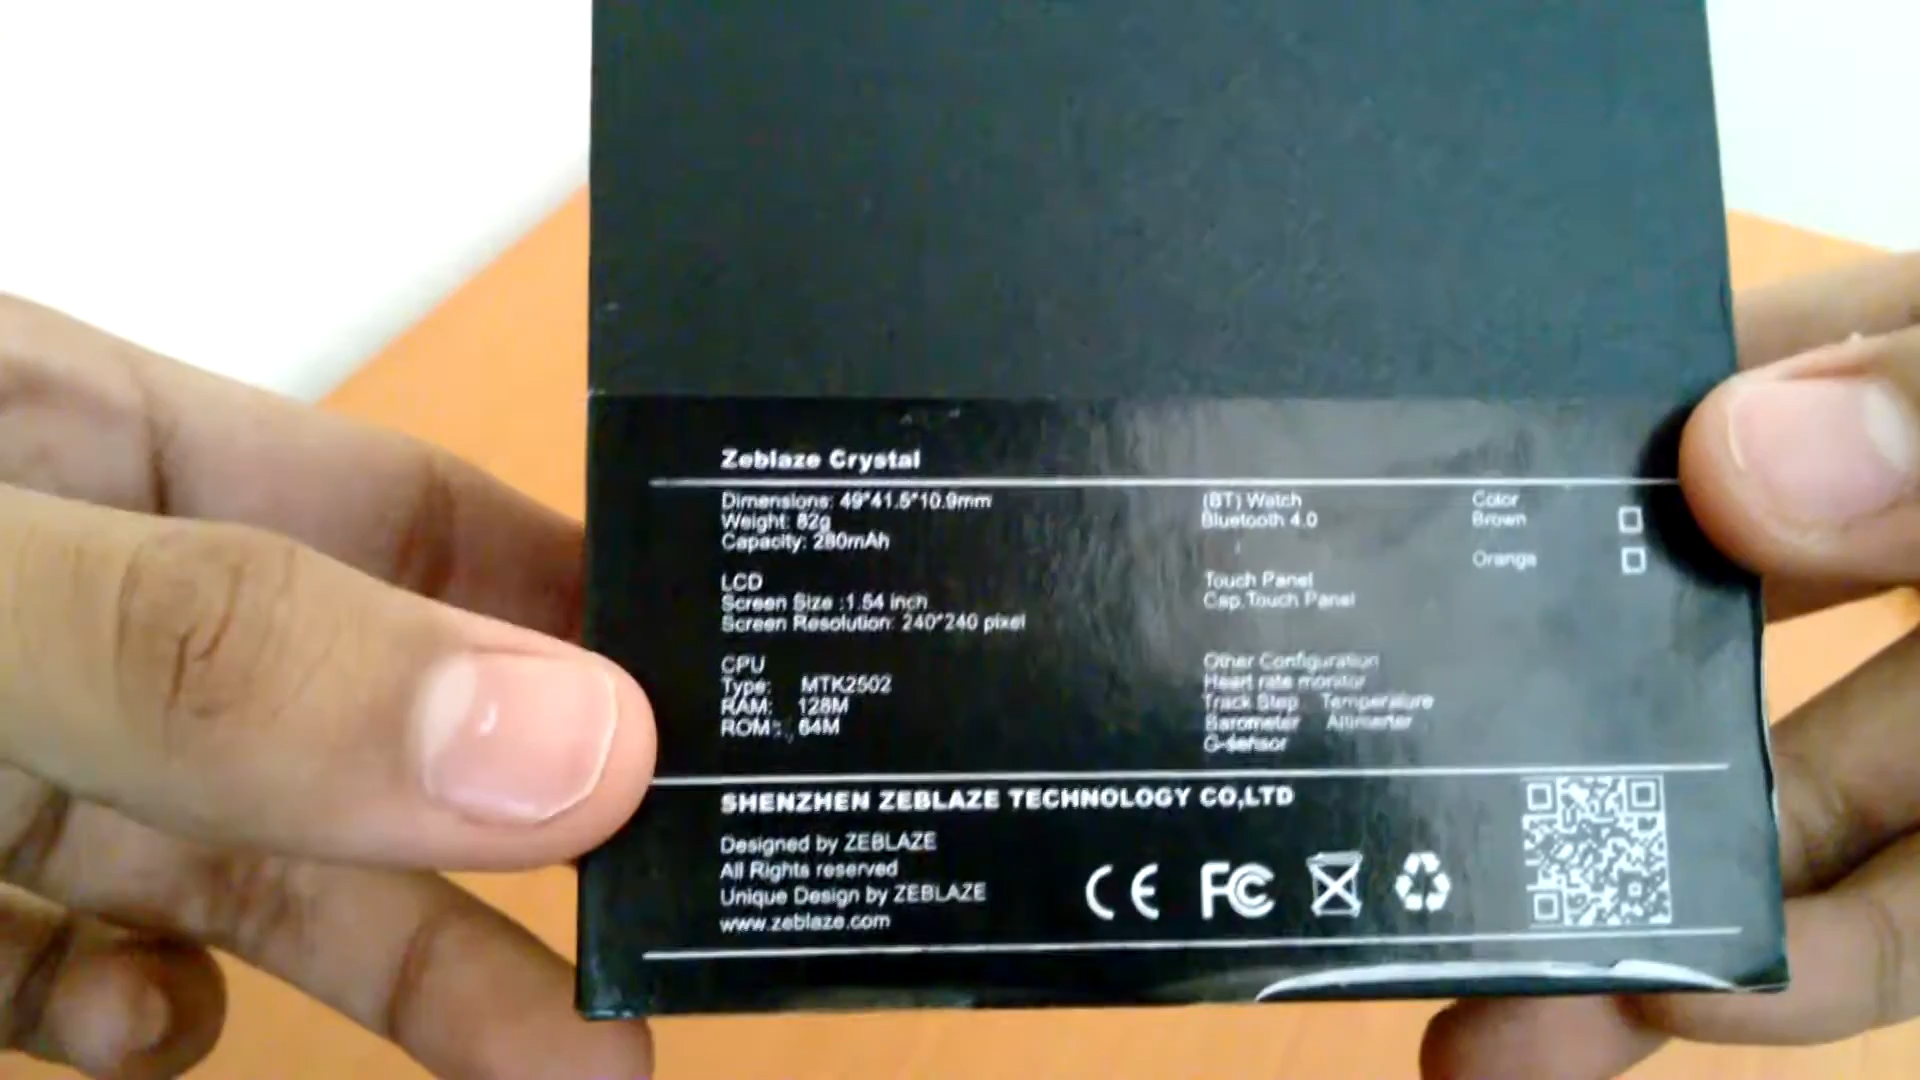 Zeblaze Crystal
Dimensions: 49*41.5*10.9mm
Weight: 82g
Capacity: 280mAh
LCD
Screen Size :1.54 inch
Screen Resolution: 240*240 pixel
CPU
Type: MTK2502
RAM: 128M
ROM: 64M
(BT) Watch
Bluetooth 4.0
Touch Panel
Cap.Touch Panel
Other Configuration
Heart rate monitor
Track Step Temperature
Barometer Altimerter
G-sensor
Color
Brown
Orange
SHENZHEN ZEBLAZE TECHNOLOGY CO,LTD
Designed by ZEBLAZE
All Rights reserved
Unique Design by ZEBLAZE
www.zeblaze.com
CE FC